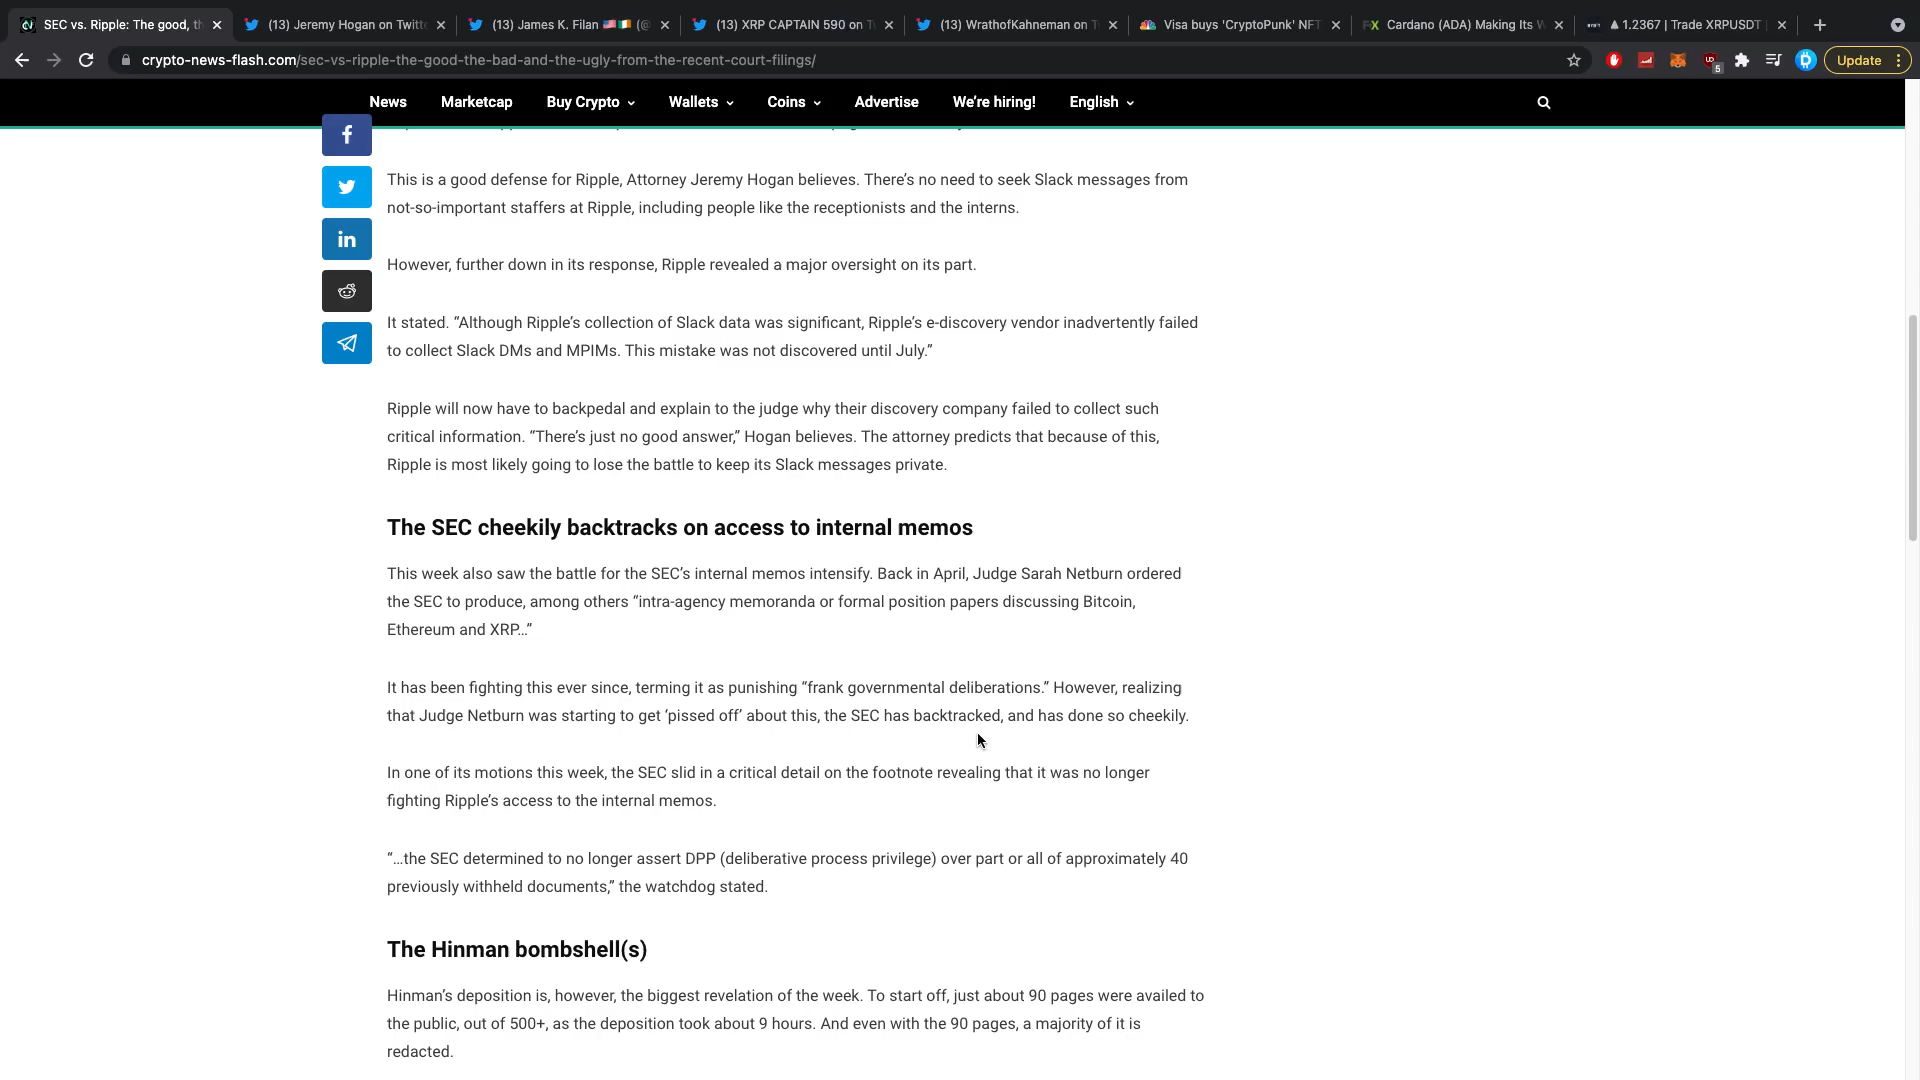 SEC vs. Ripple: The good, th
(13) Jeremy Hogan on Twitte
(13) James K. Filan 🇺🇸🇮🇪 (@
(13) XRP CAPTAIN 590 on T
(13) WrathofKahneman on T
Visa buys 'CryptoPunk' NFT
Cardano (ADA) Making Its W
▲ 1.2367 | Trade XRPUSDT
crypto-news-flash.com/sec-vs-ripple-the-good-the-bad-and-the-ugly-from-the-recent-court-filings/
5
Update
News Marketcap Buy Crypto Wallets Coins Advertise We're hiring! English
This is a good defense for Ripple, Attorney Jeremy Hogan believes. There's no need to seek Slack messages from
not-so-important staffers at Ripple, including people like the receptionists and the interns.
However, further down in its response, Ripple revealed a major oversight on its part.
It stated. “Although Ripple's collection of Slack data was significant, Ripple's e-discovery vendor inadvertently failed
to collect Slack DMs and MPIMs. This mistake was not discovered until July.”
Ripple will now have to backpedal and explain to the judge why their discovery company failed to collect such
critical information. “There's just no good answer,” Hogan believes. The attorney predicts that because of this,
Ripple is most likely going to lose the battle to keep its Slack messages private.
The SEC cheekily backtracks on access to internal memos
This week also saw the battle for the SEC's internal memos intensify. Back in April, Judge Sarah Netburn ordered
the SEC to produce, among others “intra-agency memoranda or formal position papers discussing Bitcoin,
Ethereum and XRP…”
It has been fighting this ever since, terming it as punishing “frank governmental deliberations.” However, realizing
that Judge Netburn was starting to get ‘pissed off’ about this, the SEC has backtracked, and has done so cheekily.
In one of its motions this week, the SEC slid in a critical detail on the footnote revealing that it was no longer
fighting Ripple's access to the internal memos.
“…the SEC determined to no longer assert DPP (deliberative process privilege) over part or all of approximately 40
previously withheld documents,” the watchdog stated.
The Hinman bombshell(s)
Hinman's deposition is, however, the biggest revelation of the week. To start off, just about 90 pages were availed to
the public, out of 500+, as the deposition took about 9 hours. And even with the 90 pages, a majority of it is
redacted.